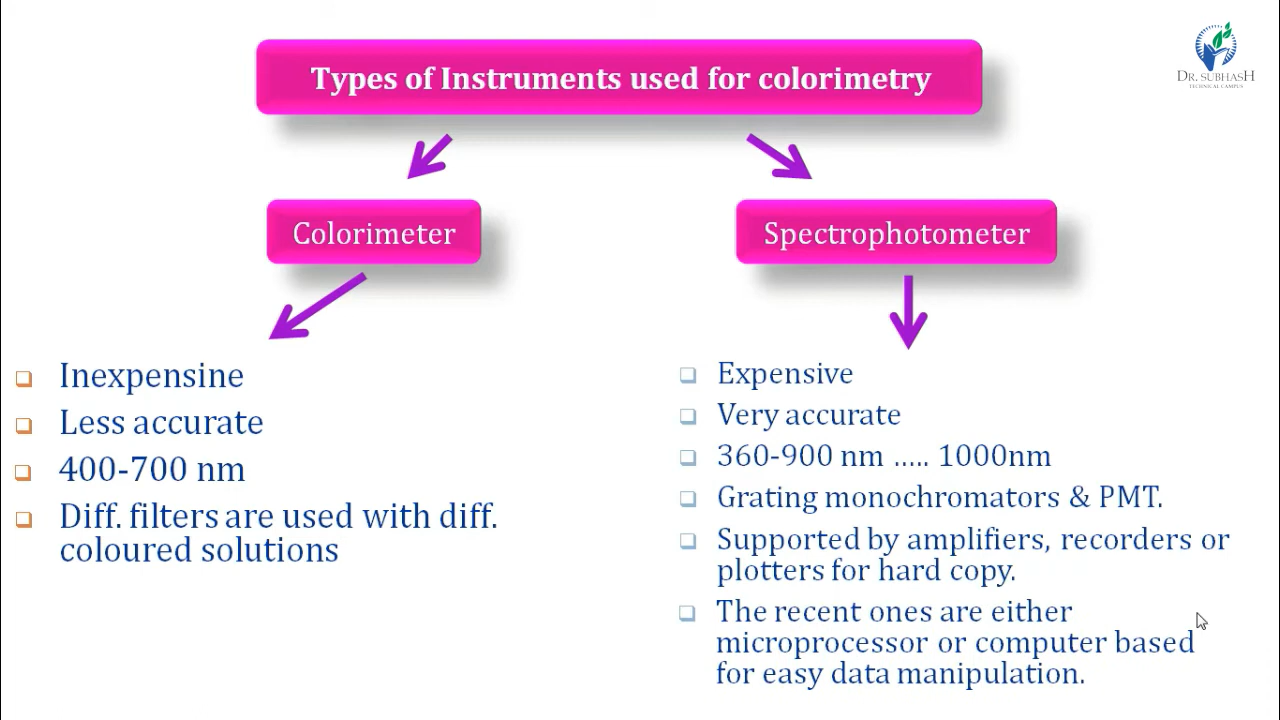 Types of Instruments used for colorimetry
DR. SUBHASH
TECHNICAL CAMPUS
Colorimeter
Inexpensine
Less accurate
400-700 nm
Diff. filters are used with diff.
coloured solutions
Spectrophotometer
Expensive
Very accurate
360-900 nm ..... 1000nm
Grating monochromators & PMT.
Supported by amplifiers, recorders or
plotters for hard copy.
The recent ones are either
microprocessor or computer based
for easy data manipulation.